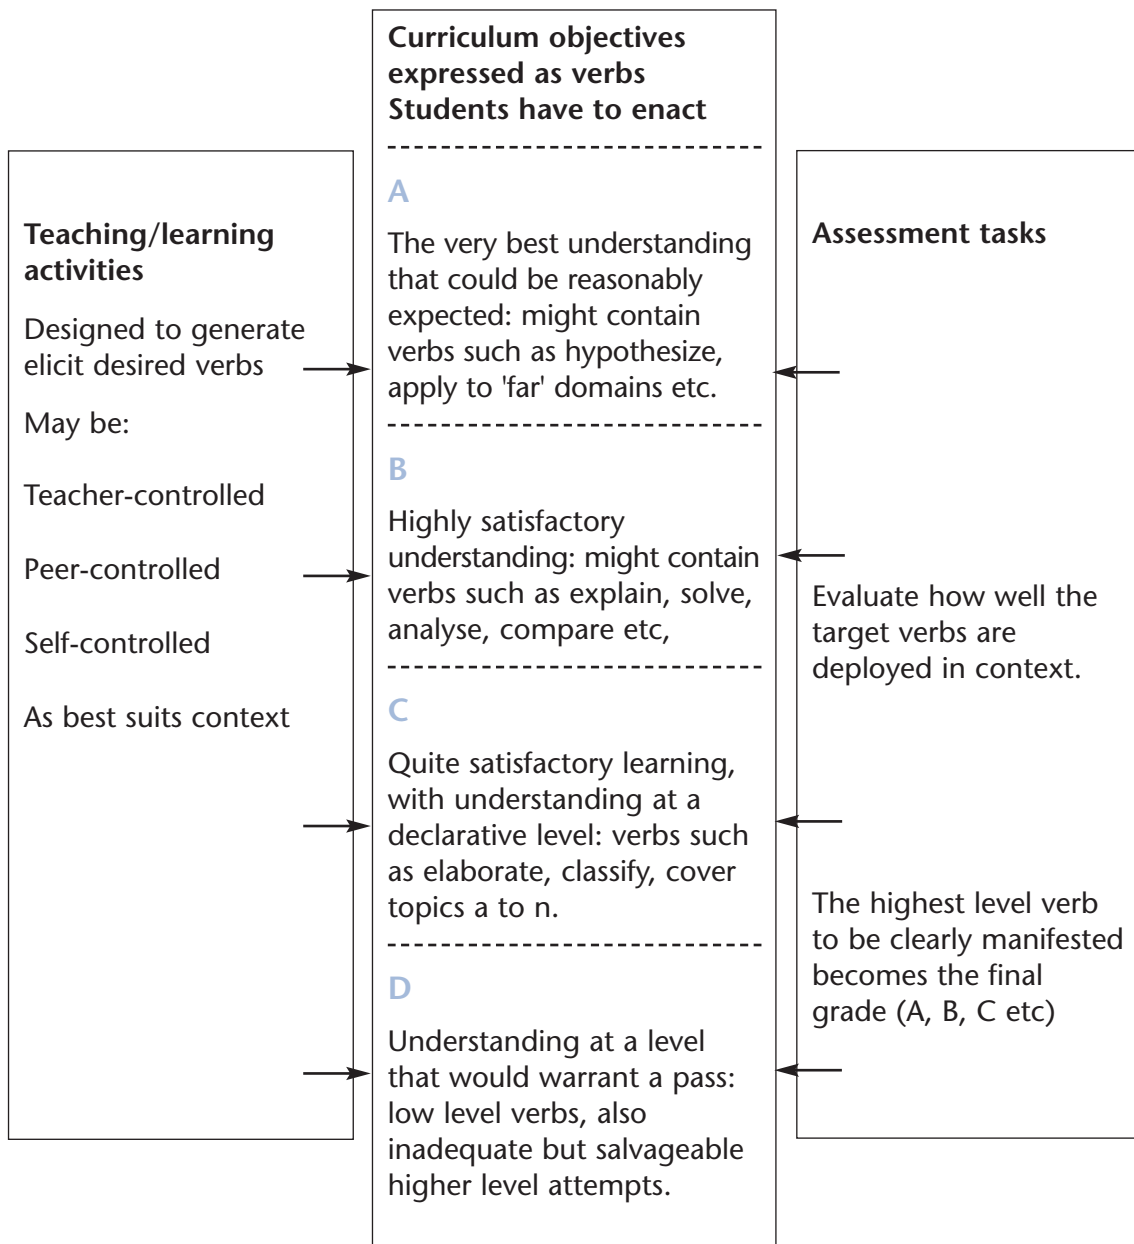 Teaching/learning
activities
Designed to generate
elicit desired verbs
May be:
Teacher-controlled
Peer-controlled
Self-controlled
As best suits context
Curriculum objectives
expressed as verbs
Students have to enact
A
The very best understanding
that could be reasonably
expected: might contain
verbs such as hypothesize,
apply to 'far' domains etc.
B
Highly satisfactory
understanding: might contain
verbs such as explain, solve,
analyse, compare etc,
C
Quite satisfactory learning,
with understanding at a
declarative level: verbs such
as elaborate, classify, cover
topics a to n.
D
Understanding at a level
that would warrant a pass:
low level verbs, also
inadequate but salvageable
higher level attempts.
Assessment tasks
Evaluate how well the
target verbs are
deployed in context.
The highest level verb
to be clearly manifested
becomes the final
grade (A, B, C etc)